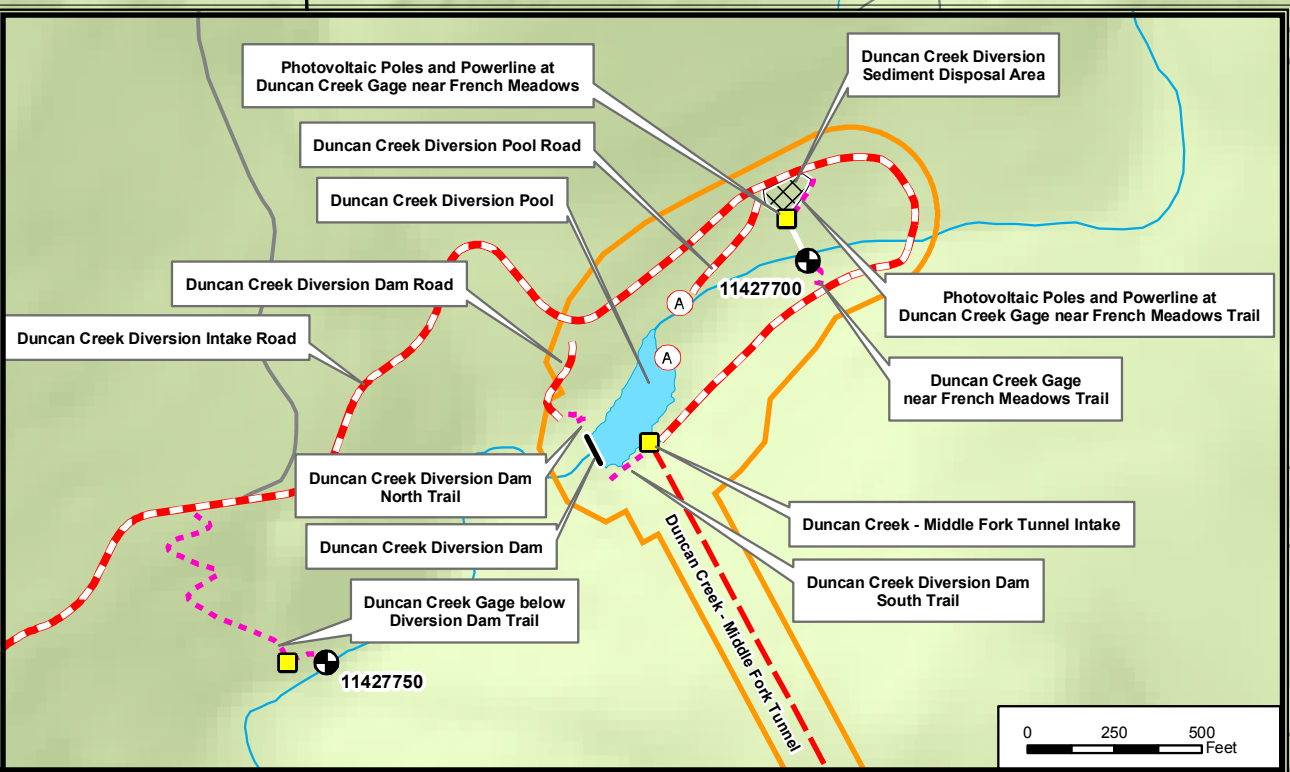 Photovoltaic Poles and Powerline at
Duncan Creek Gage near French Meadows
Duncan Creek Diversion
Sediment Disposal Area
Duncan Creek Diversion Pool Road
Duncan Creek Diversion Pool
Duncan Creek Diversion Dam Road
Duncan Creek Diversion Intake Road
A
11427700
A
Photovoltaic Poles and Powerline at
Duncan Creek Gage near French Meadows Trail
Duncan Creek Gage
near French Meadows Trail
Duncan Creek Diversion Dam
North Trail
Duncan Creek Diversion Dam
Duncan Creek - Middle Fork Tunnel Intake
Duncan Creek Diversion Dam
South Trail
Duncan Creek - Middle Fork Tunnel
Duncan Creek Gage below
Diversion Dam Trail
11427750
0 250 500
Feet